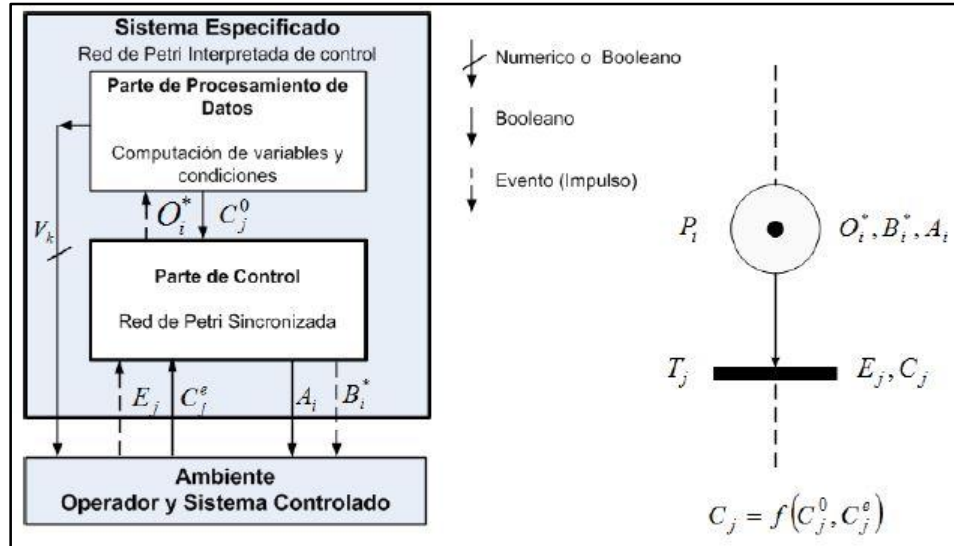 Sistema Especificado
Red de Petri Interpretada de control
Parte de Procesamiento de
Datos
Computación de variables y
condiciones
O_i^* C_j^0
V_k
Parte de Control
Red de Petri Sincronizada
E_j C_j^e A_i B_i^*
Ambiente
Operador y Sistema Controlado
Numerico o Booleano
Booleano
Evento (Impulso)
P_i O_i^*, B_i^*, A_i
T_j E_j, C_j
C_j = f(C_j^0, C_j^e)